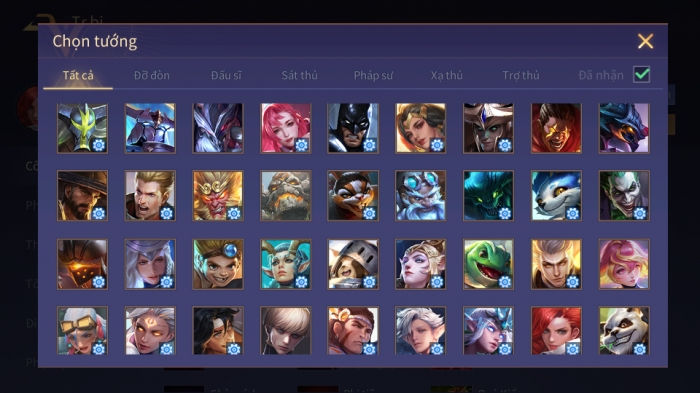 Chọn tướng
Tất cả Đỡ đòn Đấu sĩ Sát thủ Pháp sư Xạ thủ Trợ thủ Đã nhận